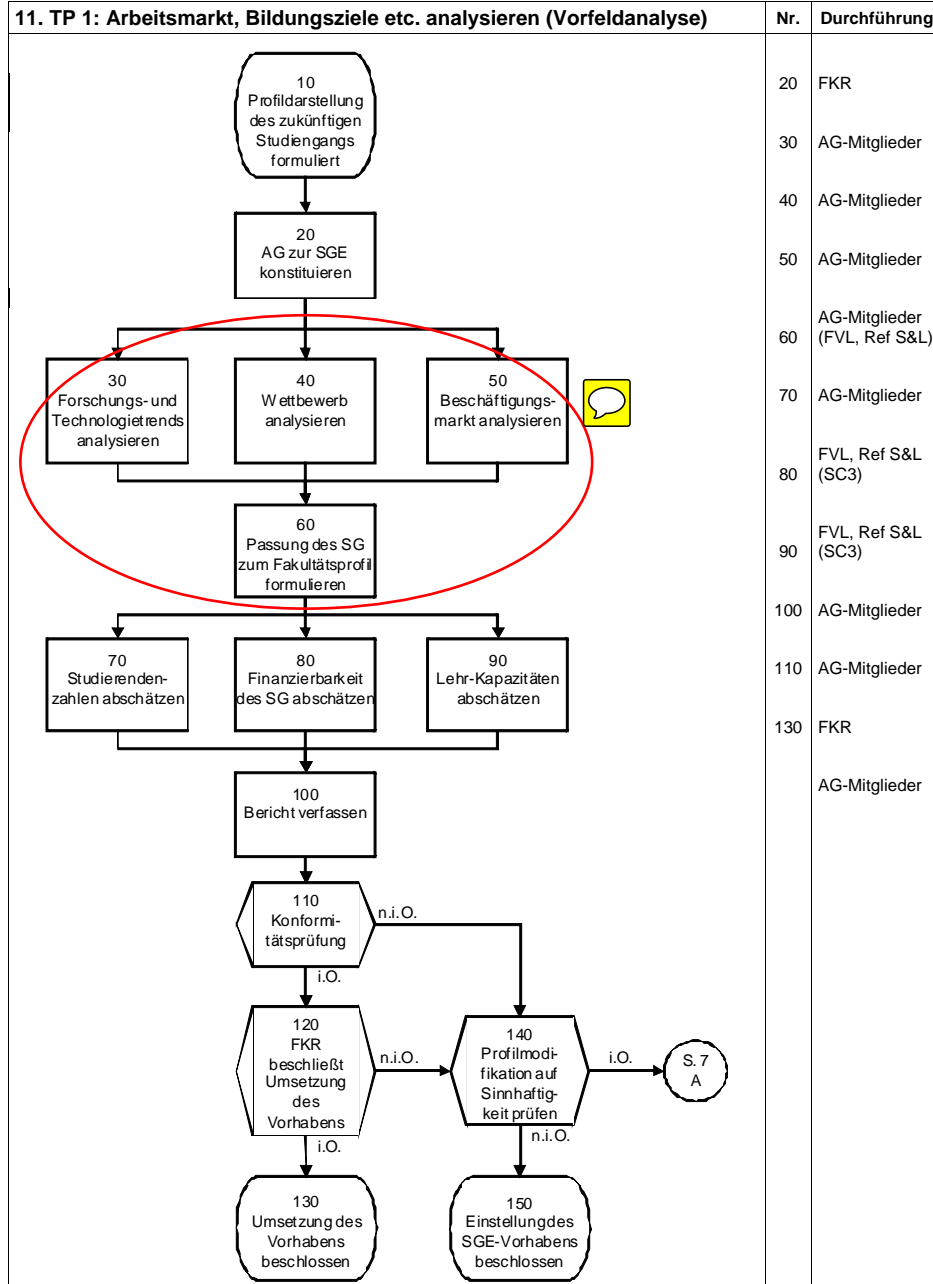 11. TP 1: Arbeitsmarkt, Bildungsziele etc. analysieren (Vorfeldanalyse)
Nr.
Durchführung
10
Profildarstellung
des zukünftigen
Studiengangs
formuliert
20
AG zur SGE
konstituieren
30
Forschungs- und
Technologietrends
analysieren
40
Wettbewerb
analysieren
50
Beschäftigungs-
markt analysieren
60
Passung des SG
zum Fakultätsprofil
formulieren
70
Studierenden-
zahlen abschätzen
80
Finanzierbarkeit
des SG abschätzen
90
Lehr-Kapazitäten
abschätzen
100
Bericht verfassen
110
Konformi-
tätsprüfung
n.i.O.
i.O.
120
FKR
beschließt
Umsetzung
des
Vorhabens
n.i.O.
i.O.
140
Profilmodi-
fikation auf
Sinnhaftig-
keit prüfen
i.O.
n.i.O.
S. 7
A
130
Umsetzung des
Vorhabens
beschlossen
150
Einstellung des
SGE-Vorhabens
beschlossen
20 FKR
30 AG-Mitglieder
40 AG-Mitglieder
50 AG-Mitglieder
AG-Mitglieder
60 (FVL, Ref S&L)
70 AG-Mitglieder
FVL, Ref S&L
80 (SC3)
FVL, Ref S&L
90 (SC3)
100 AG-Mitglieder
110 AG-Mitglieder
130 FKR
AG-Mitglieder